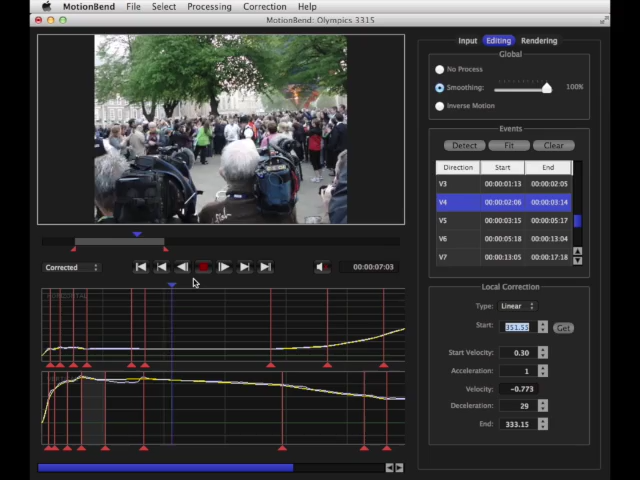 MotionBend File Select Processing Correction Help
MotionBend: Olympics 3315
Input Editing Rendering
Global
No Process
Smoothing: 100%
Inverse Motion
Events
Detect Fit Clear
Direction Start End
V3 00:00:01:13 00:00:02:05
V4 00:00:02:06 00:00:03:14
V5 00:00:03:15 00:00:05:17
V6 00:00:05:18 00:00:13:04
V7 00:00:13:05 00:00:17:18
Corrected
00:00:07:03
HORIZONTAL
Local Correction
Type: Linear
Start: 351.55 Get
Start Velocity: 0.30
Acceleration: 1
Velocity: -0.773
Deceleration: 29
End: 333.15